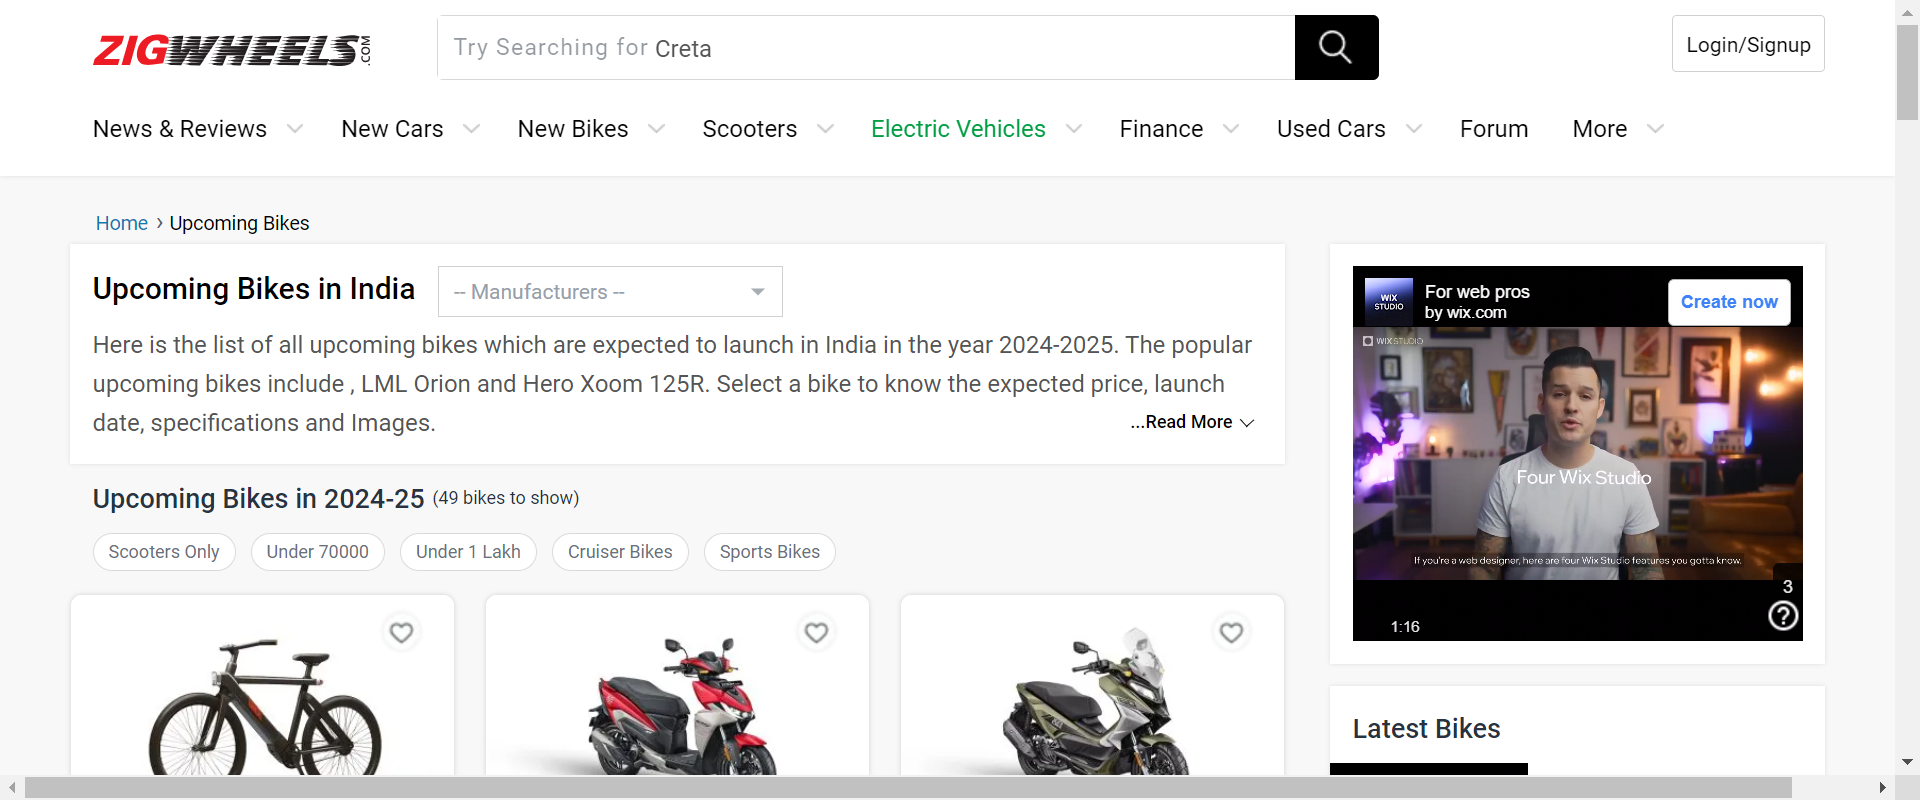 ZIGWHEELS.COM
Try Searching for Creta
Login/Signup
News & Reviews New Cars New Bikes Scooters Electric Vehicles Finance Used Cars Forum More
Home › Upcoming Bikes
Upcoming Bikes in India
-- Manufacturers --
Here is the list of all upcoming bikes which are expected to launch in India in the year 2024-2025. The popular
upcoming bikes include , LML Orion and Hero Xoom 125R. Select a bike to know the expected price, launch
date, specifications and Images.
...Read More
Upcoming Bikes in 2024-25 (49 bikes to show)
Scooters Only Under 70000 Under 1 Lakh Cruiser Bikes Sports Bikes
WIX
STUDIO
For web pros
by wix.com
Create now
WIX STUDIO
Four Wix Studio
If you're a web designer, here are four Wix Studio features you gotta know.
3
?
1:16
Latest Bikes